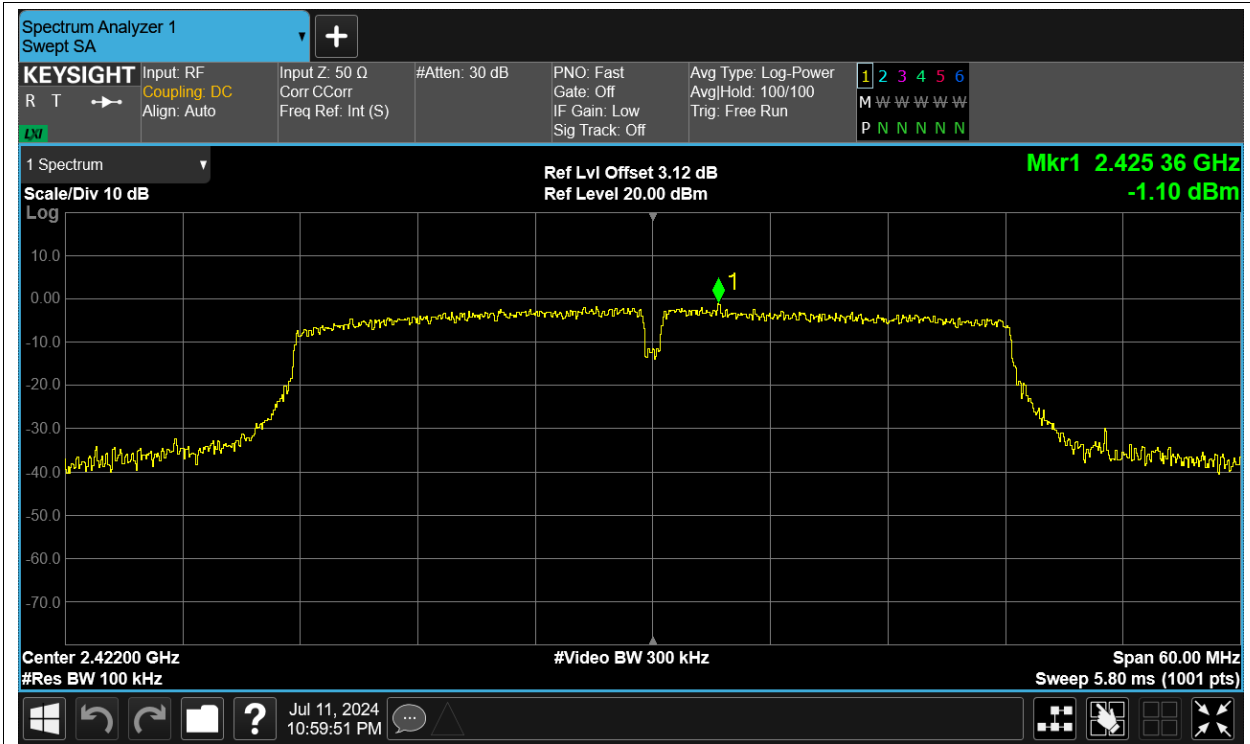 Spectrum Analyzer 1
Swept SA
+
KEYSIGHT
R T
LXI
Input: RF
Coupling: DC
Align: Auto
Input Z: 50 Ω
Corr CCorr
Freq Ref: Int (S)
#Atten: 30 dB
PNO: Fast
Gate: Off
IF Gain: Low
Sig Track: Off
Avg Type: Log-Power
Avg|Hold: 100/100
Trig: Free Run
1 2 3 4 5 6
M W W W W W
P N N N N N
1 Spectrum
Scale/Div 10 dB
Log
Ref Lvl Offset 3.12 dB
Ref Level 20.00 dBm
Mkr1 2.425 36 GHz
-1.10 dBm
10.0
0.00
-10.0
-20.0
-30.0
-40.0
-50.0
-60.0
-70.0
1
Center 2.42200 GHz
#Res BW 100 kHz
#Video BW 300 kHz
Span 60.00 MHz
Sweep 5.80 ms (1001 pts)
?
Jul 11, 2024
10:59:51 PM